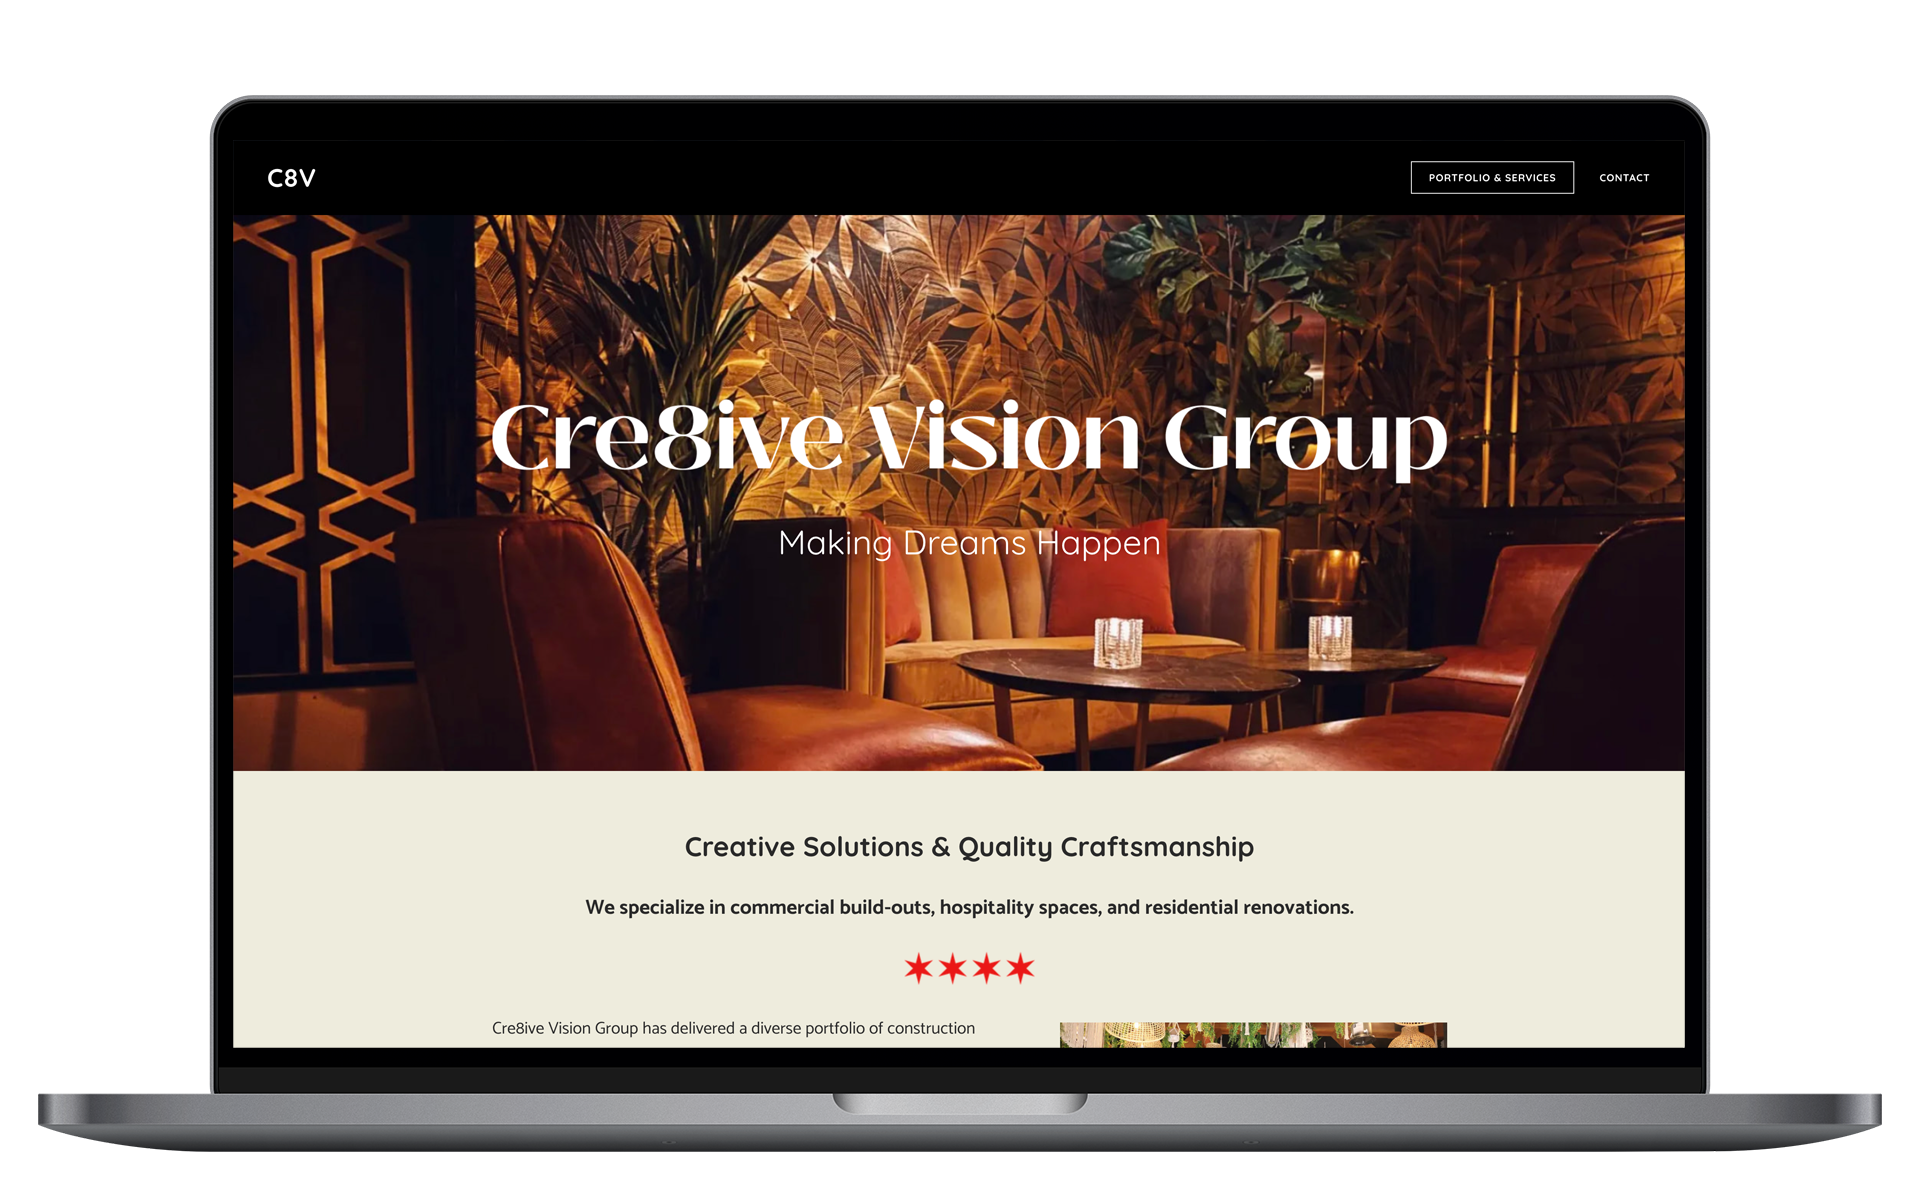 C8V
PORTFOLIO & SERVICES
CONTACT
Cre8ive Vision Group
Making Dreams Happen
Creative Solutions & Quality Craftsmanship
We specialize in commercial build-outs, hospitality spaces, and residential renovations.
Cre8ive Vision Group has delivered a diverse portfolio of construction